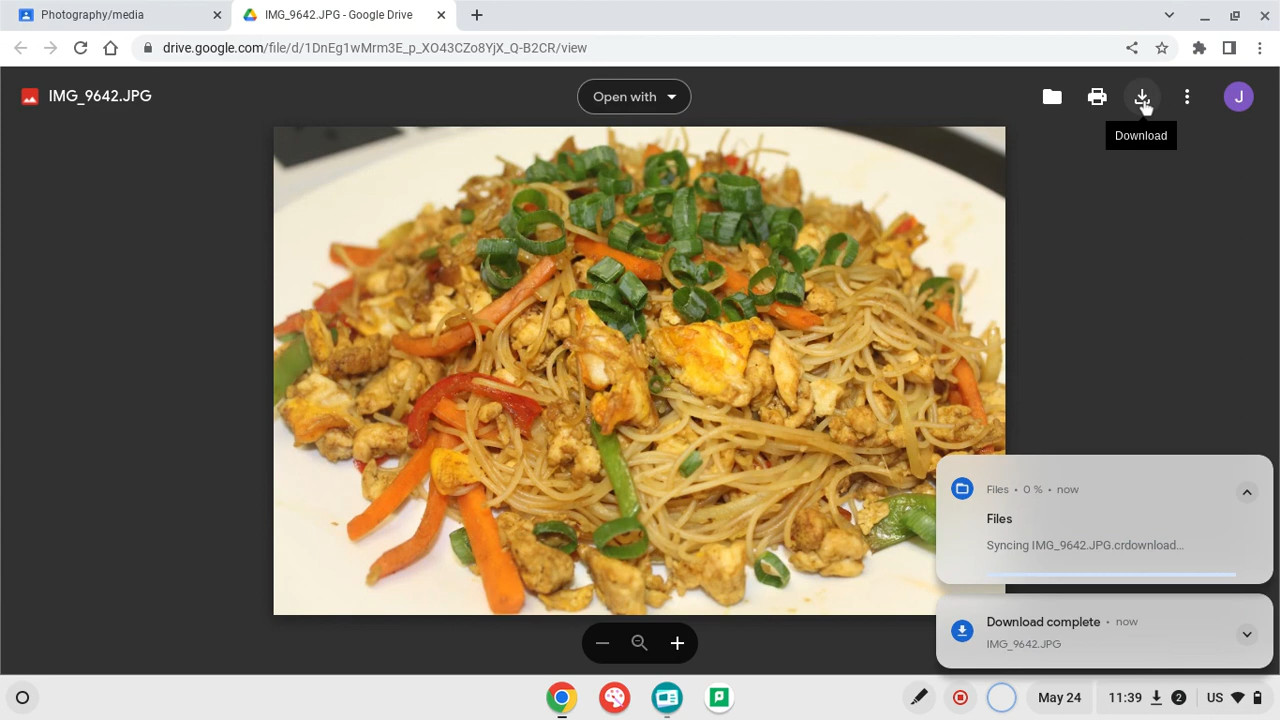 Photography/media
IMG_9642.JPG - Google Drive
drive.google.com/file/d/1DnEg1wMrm3E_p_XO43CZo8YjX_Q-B2CR/view
IMG_9642.JPG
Open with
J
Download
Files • 0 % • now
Files
Syncing IMG_9642.JPG.crdownload...
Download complete • now
IMG_9642.JPG
May 24
11:39
2
US